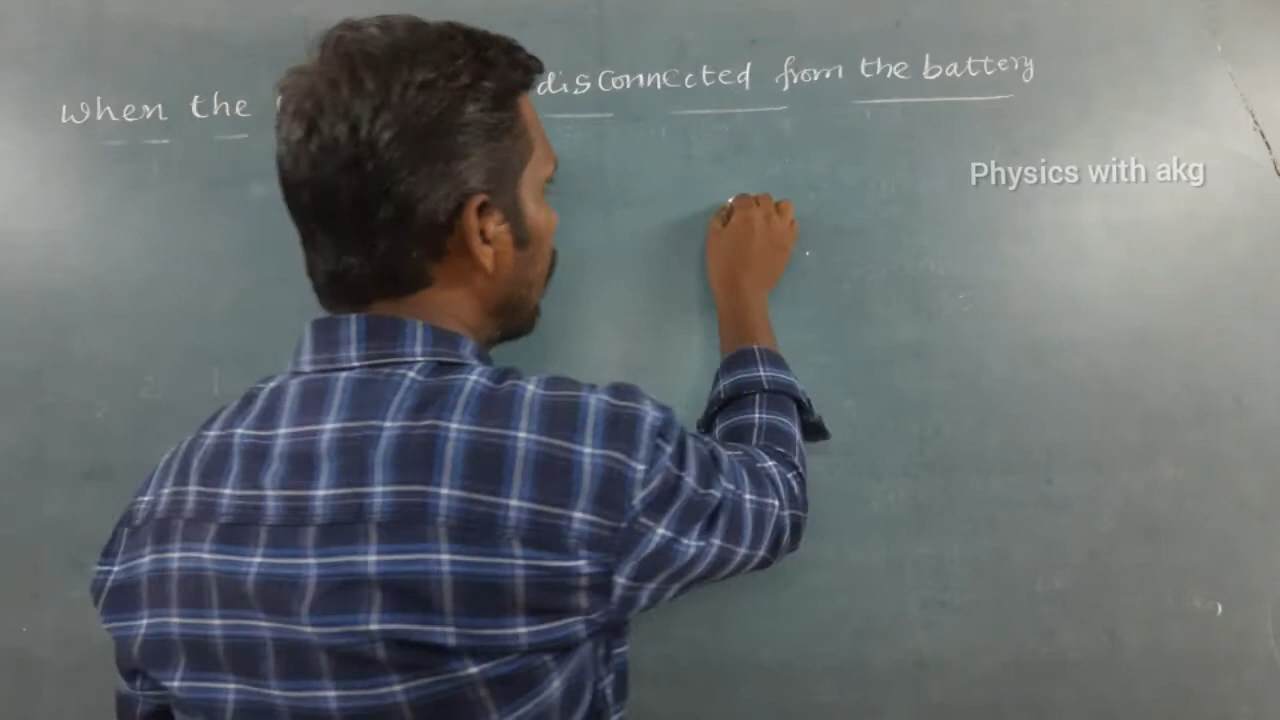 When the disconnected from the battery
Physics with akg